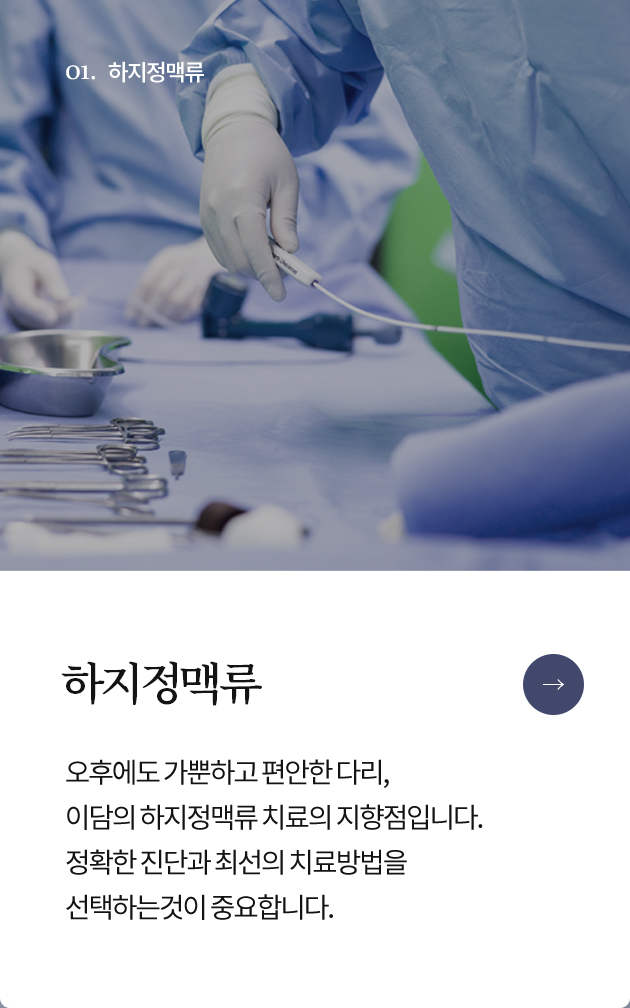 01. 하지정맥류
하지정맥류
→
오후에도 가뿐하고 편안한 다리,
이담의 하지정맥류 치료의 지향점입니다.
정확한 진단과 최선의 치료방법을
선택하는것이 중요합니다.